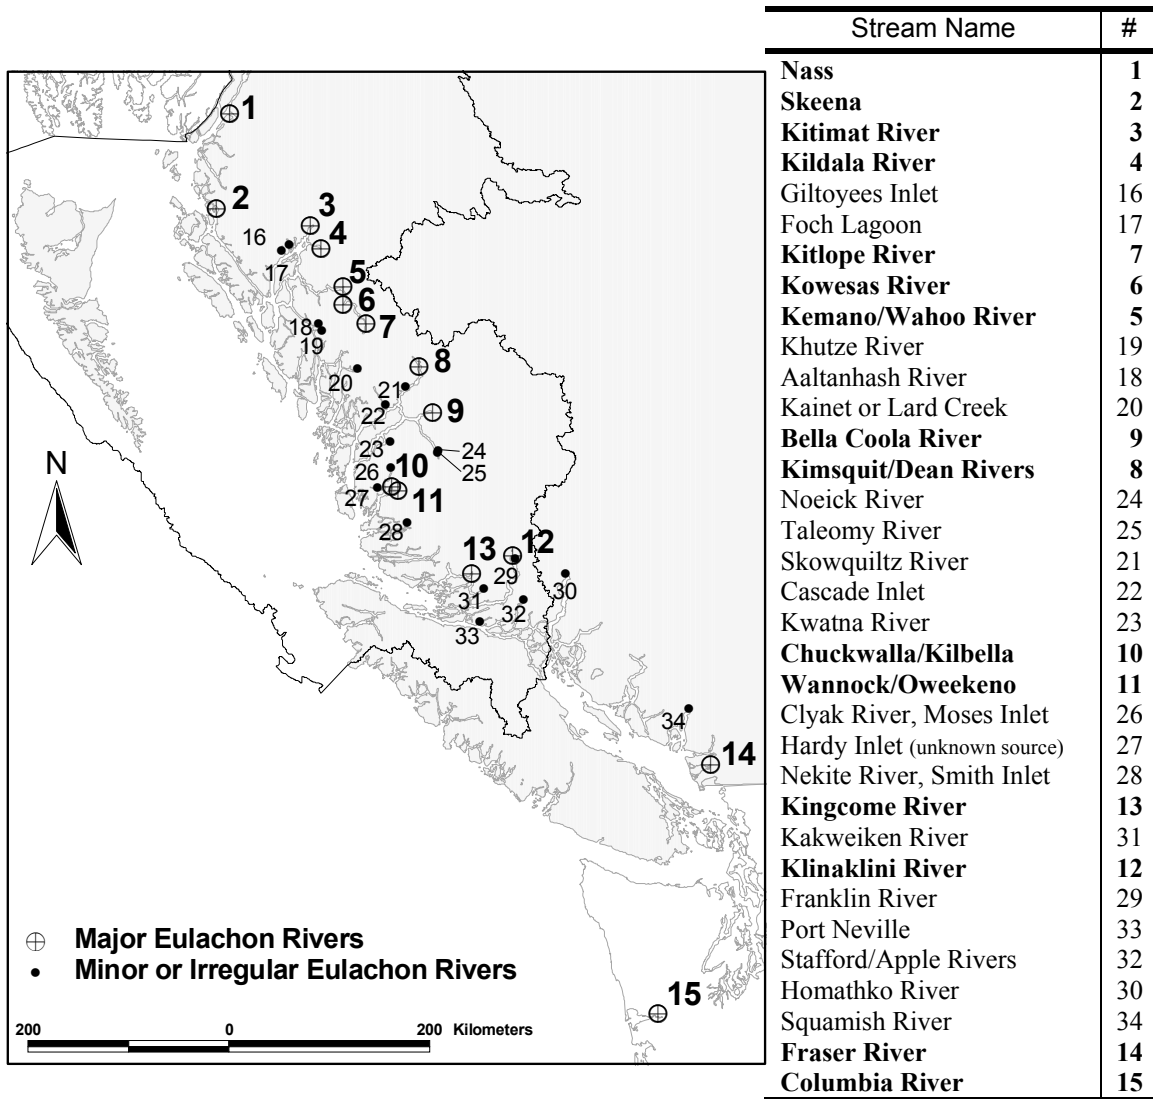 Stream Name #
Nass 1
Skeena 2
Kitimat River 3
Kildala River 4
Giltoyees Inlet 16
Foch Lagoon 17
Kitlope River 7
Kowesas River 6
Kemano/Wahoo River 5
Khutze River 19
Aaltanhash River 18
Kainet or Lard Creek 20
Bella Coola River 9
Kimsquit/Dean Rivers 8
Noeick River 24
Taleomy River 25
Skowquiltz River 21
Cascade Inlet 22
Kwatna River 23
Chuckwalla/Kilbella 10
Wannock/Oweekeno 11
Clyak River, Moses Inlet 26
Hardy Inlet (unknown source) 27
Nekite River, Smith Inlet 28
Kingcome River 13
Kakweiken River 31
Klinaklini River 12
Franklin River 29
Port Neville 33
Stafford/Apple Rivers 32
Homathko River 30
Squamish River 34
Fraser River 14
Columbia River 15
1
2
3
16
4
17
5
6
18
7
19
8
20
21
22
9
23
24
N
26
10
25
27
11
28
13
12
29
30
31
32
33
34
14
Major Eulachon Rivers
Minor or Irregular Eulachon Rivers
15
200 0 200 Kilometers